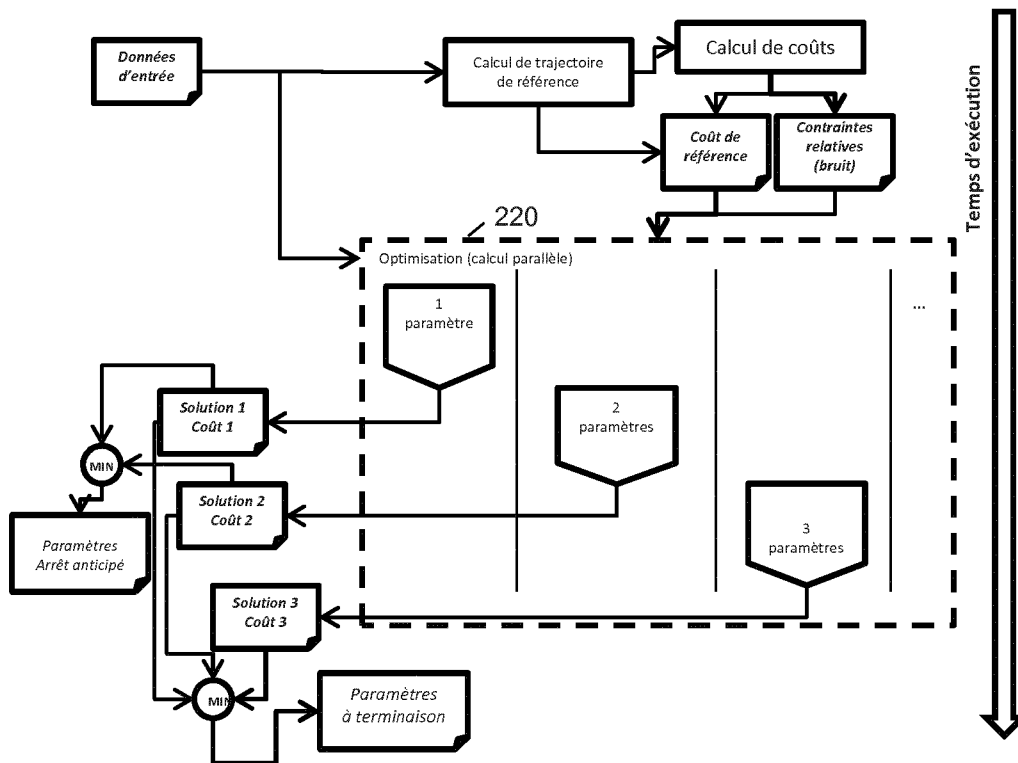 Données
d'entrée
Calcul de trajectoire
de référence
Calcul de coûts
Coût de
référence
Contraintes
relatives
(bruit)
Temps d'exécution
220
Optimisation (calcul parallèle)
1
paramètre
...
2
paramètres
3
paramètres
Solution 1
Coût 1
MIN
Solution 2
Coût 2
Paramètres
Arrêt anticipé
Solution 3
Coût 3
MIN
Paramètres
à terminaison